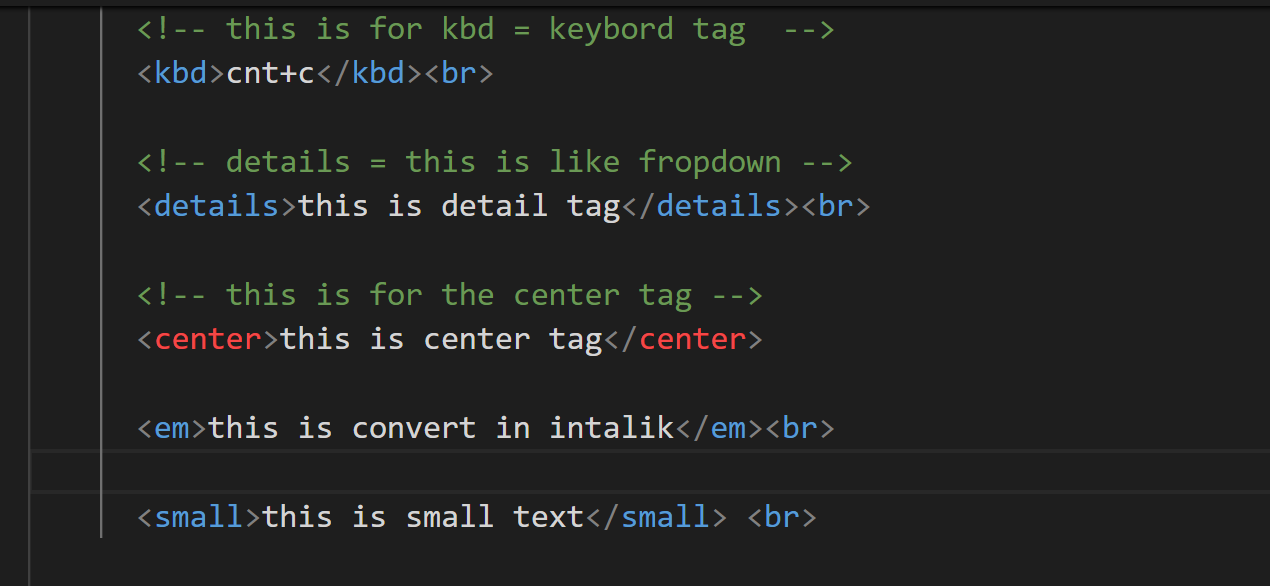 <!-- this is for kbd = keybord tag  -->
<kbd>cnt+c</kbd><br>
<!-- details = this is like fropdown -->
<details>this is detail tag</details><br>
<!-- this is for the center tag -->
<center>this is center tag</center>
<em>this is convert in intalik</em><br>
<small>this is small text</small> <br>